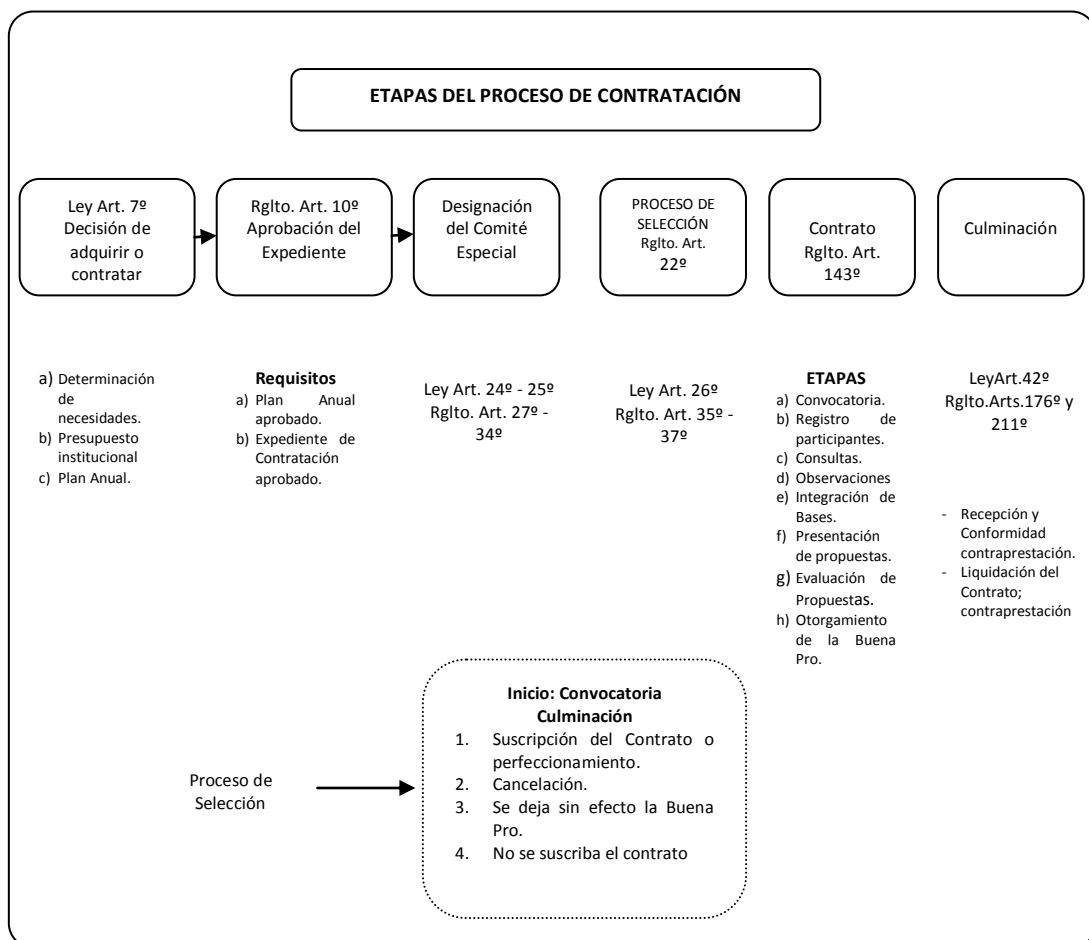 ETAPAS DEL PROCESO DE CONTRATACIÓN
Ley Art. 7º
Decisión de
adquirir o
contratar
Rglto. Art. 10º
Aprobación del
Expediente
Designación
del Comité
Especial
PROCESO DE
SELECCIÓN
Rglto. Art.
22º
Contrato
Rglto. Art.
143º
Culminación
a) Determinación
de
necesidades.
b) Presupuesto
institucional
c) Plan Anual.
Requisitos
a) Plan Anual
aprobado.
b) Expediente de
Contratación
aprobado.
Ley Art. 24º - 25º
Rglto. Art. 27º -
34º
Ley Art. 26º
Rglto. Art. 35º -
37º
ETAPAS
a) Convocatoria.
b) Registro de
participantes.
c) Consultas.
d) Observaciones
e) Integración de
Bases.
f) Presentación
de propuestas.
g) Evaluación de
Propuestas.
h) Otorgamiento
de la Buena
Pro.
LeyArt.42º
Rglto.Arts.176º y
211º
- Recepción y
Conformidad
contraprestación.
- Liquidación del
Contrato;
contraprestación
Proceso de
Selección
Inicio: Convocatoria
Culminación
1. Suscripción del Contrato o
perfeccionamiento.
2. Cancelación.
3. Se deja sin efecto la Buena
Pro.
4. No se suscriba el contrato